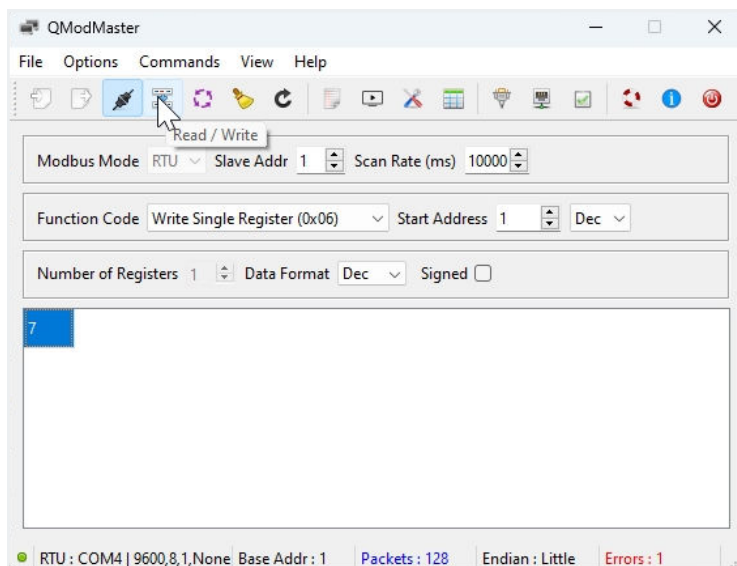 QModMaster
File Options Commands View Help
Read / Write
Modbus Mode RTU Slave Addr 1 Scan Rate (ms) 10000
Function Code Write Single Register (0x06) Start Address 1 Dec
Number of Registers 1 Data Format Dec Signed
7
RTU : COM4 | 9600,8,1,None Base Addr : 1 Packets : 128 Endian : Little Errors : 1